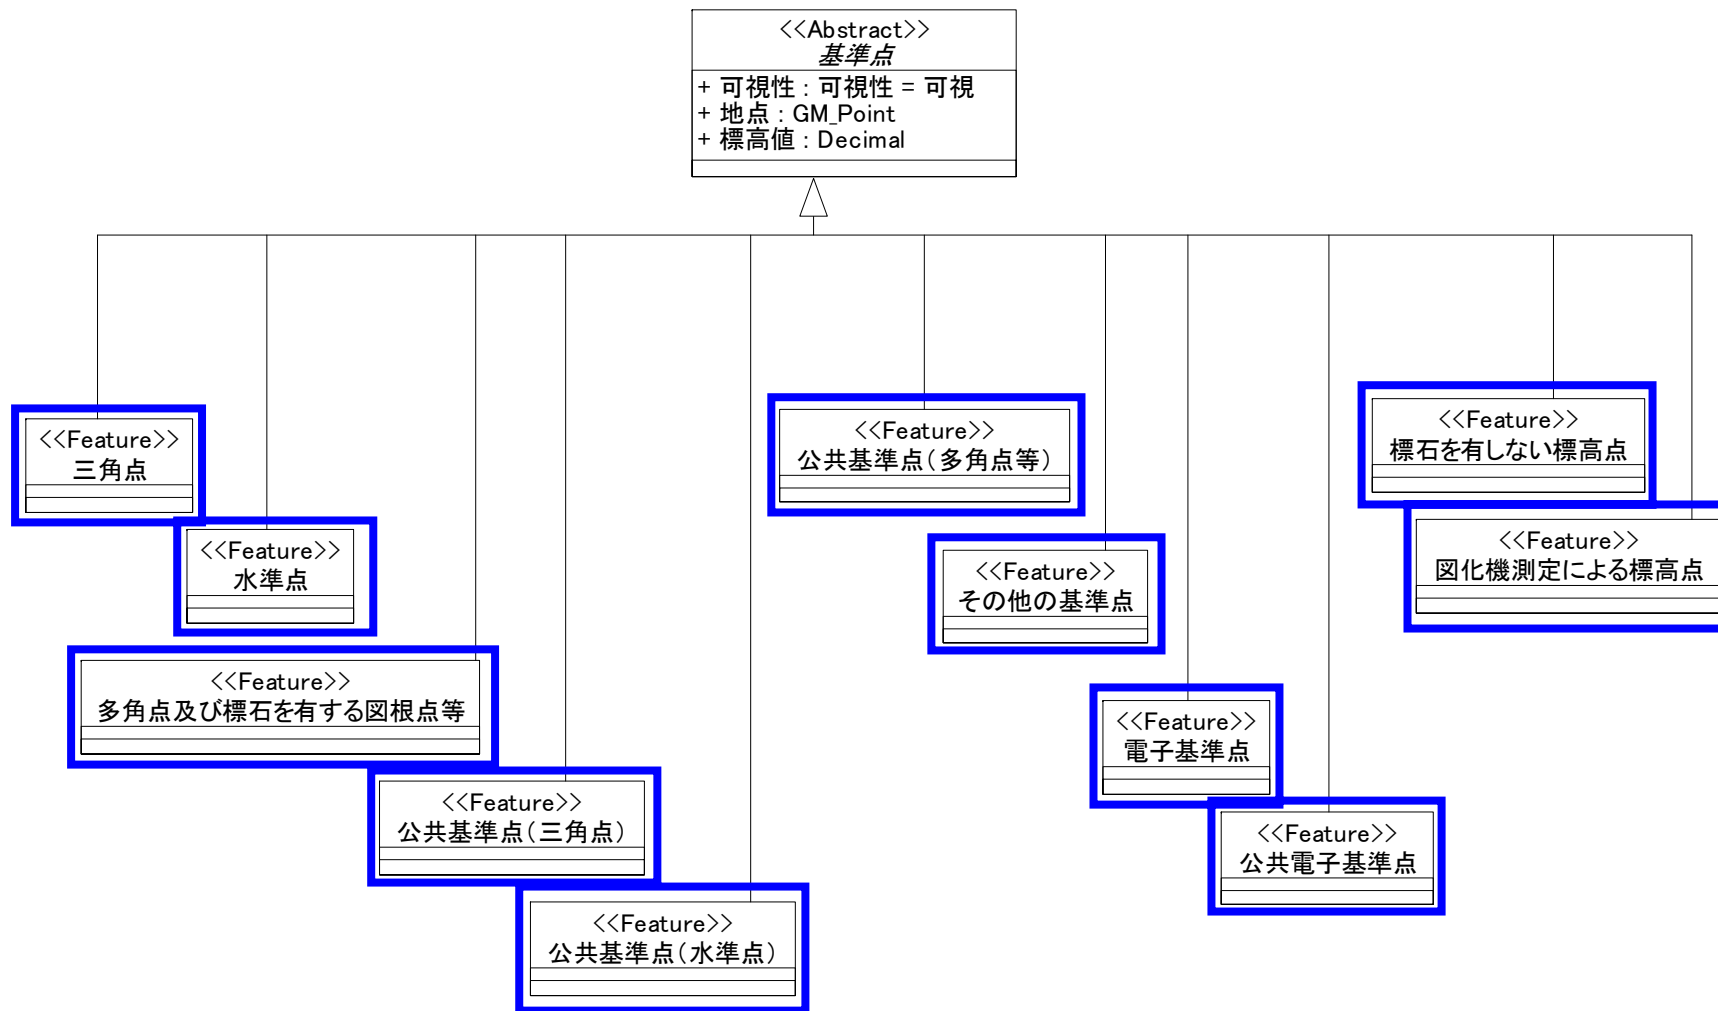 <<Abstract>>
基準点
+ 可視性 : 可視性 = 可視
+ 地点 : GM_Point
+ 標高値 : Decimal
<<Feature>>
三角点
<<Feature>>
水準点
<<Feature>>
多角点及び標石を有する図根点等
<<Feature>>
公共基準点(三角点)
<<Feature>>
公共基準点(水準点)
<<Feature>>
公共基準点(多角点等)
<<Feature>>
その他の基準点
<<Feature>>
電子基準点
<<Feature>>
公共電子基準点
<<Feature>>
標石を有しない標高点
<<Feature>>
図化機測定による標高点